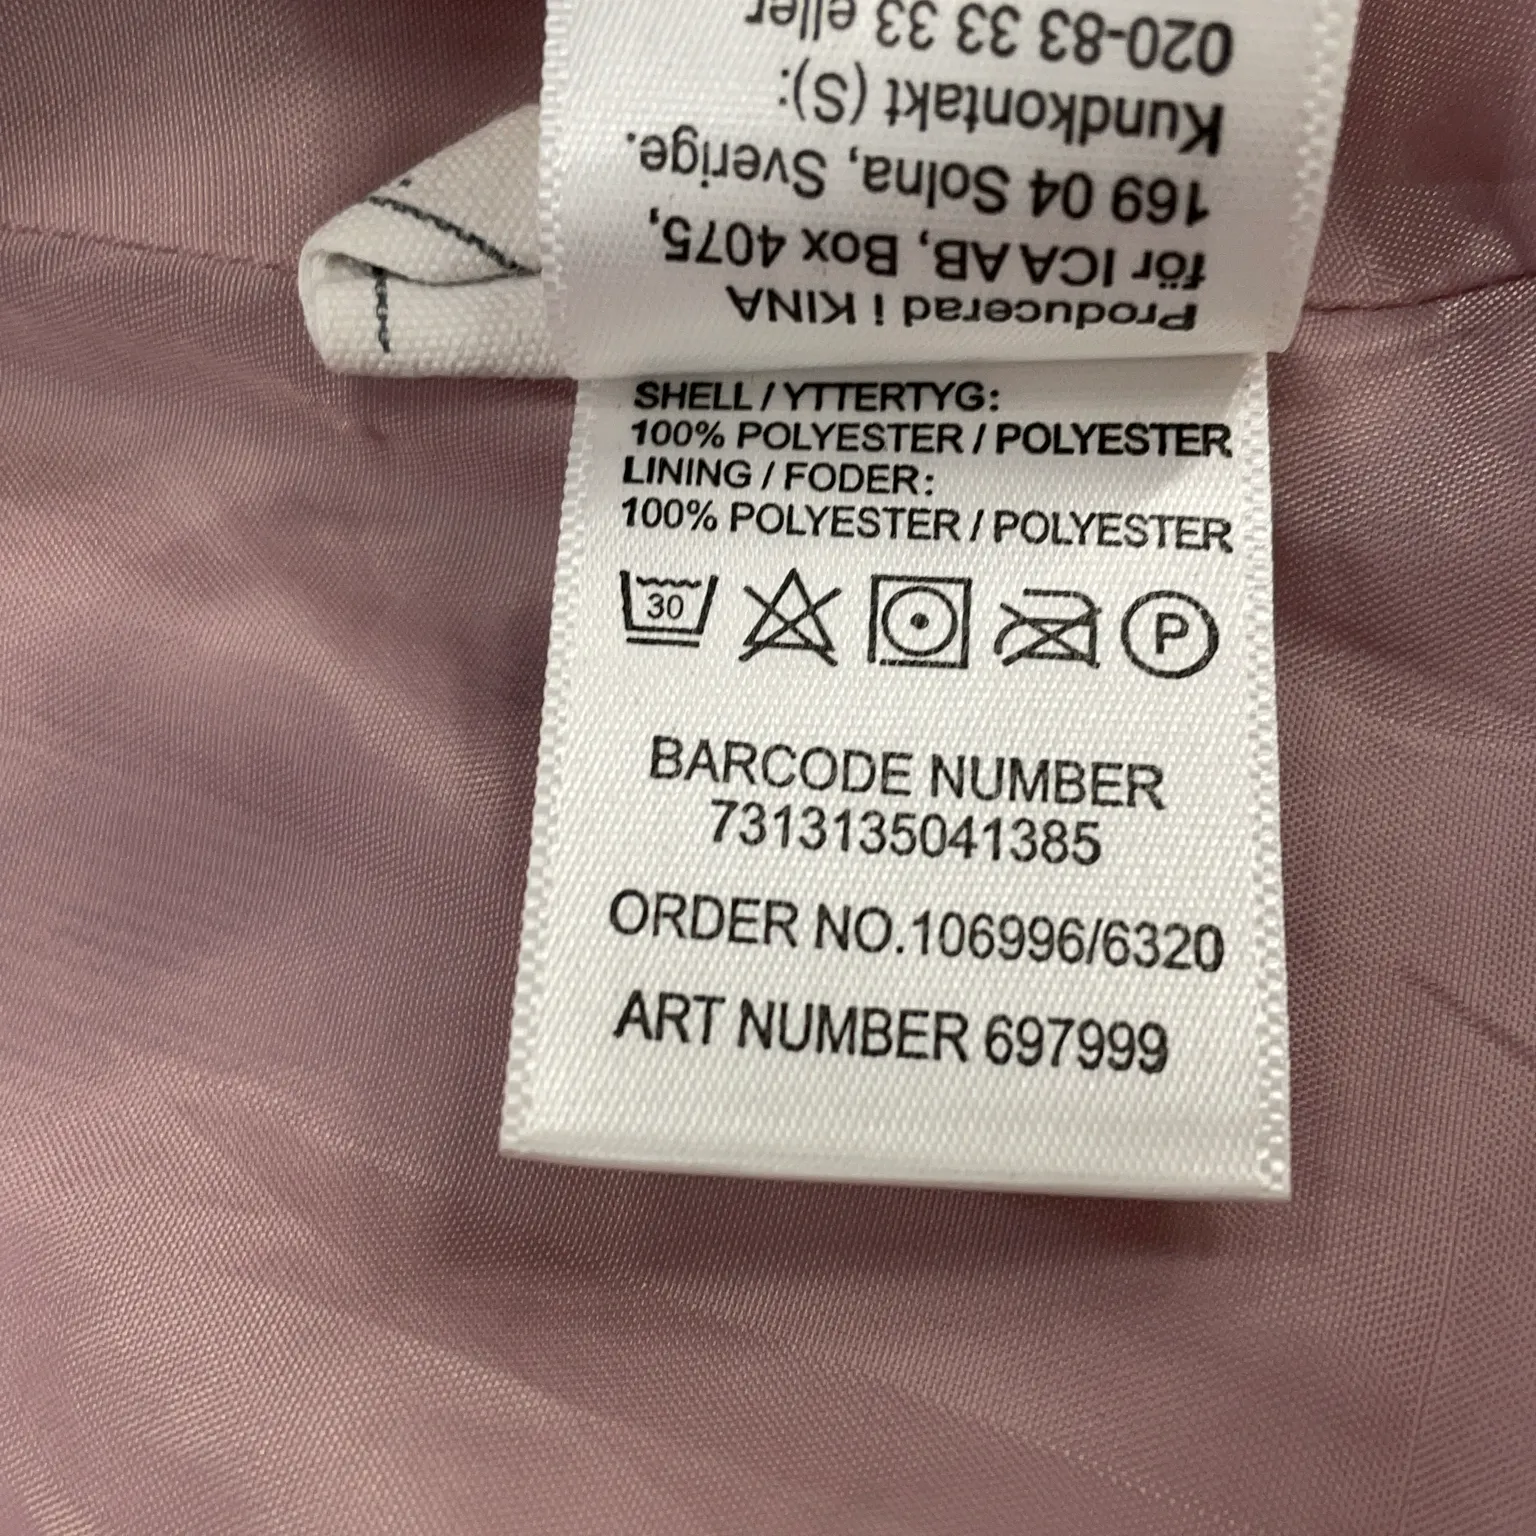 Producerad i KINA
för ICA AB, Box 4075,
169 04 Solna, Sverige.
Kundkontakt (S):
020-83 33 33 eller
SHELL / YTTERTYG:
100% POLYESTER / POLYESTER
LINING / FODER:
100% POLYESTER / POLYESTER
30
P
BARCODE NUMBER
7313135041385
ORDER NO.106996/6320
ART NUMBER 697999